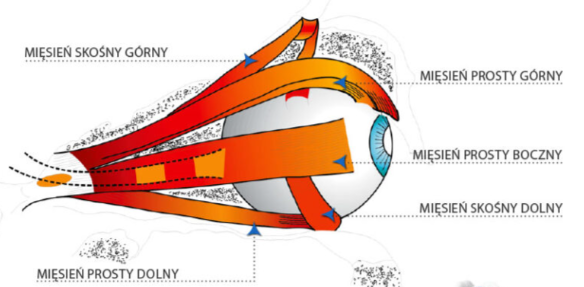 MIĘSIEŃ SKOŚNY GÓRNY
MIĘSIEŃ PROSTY GÓRNY
MIĘSIEŃ PROSTY BOCZNY
MIĘSIEŃ SKOŚNY DOLNY
MIĘSIEŃ PROSTY DOLNY